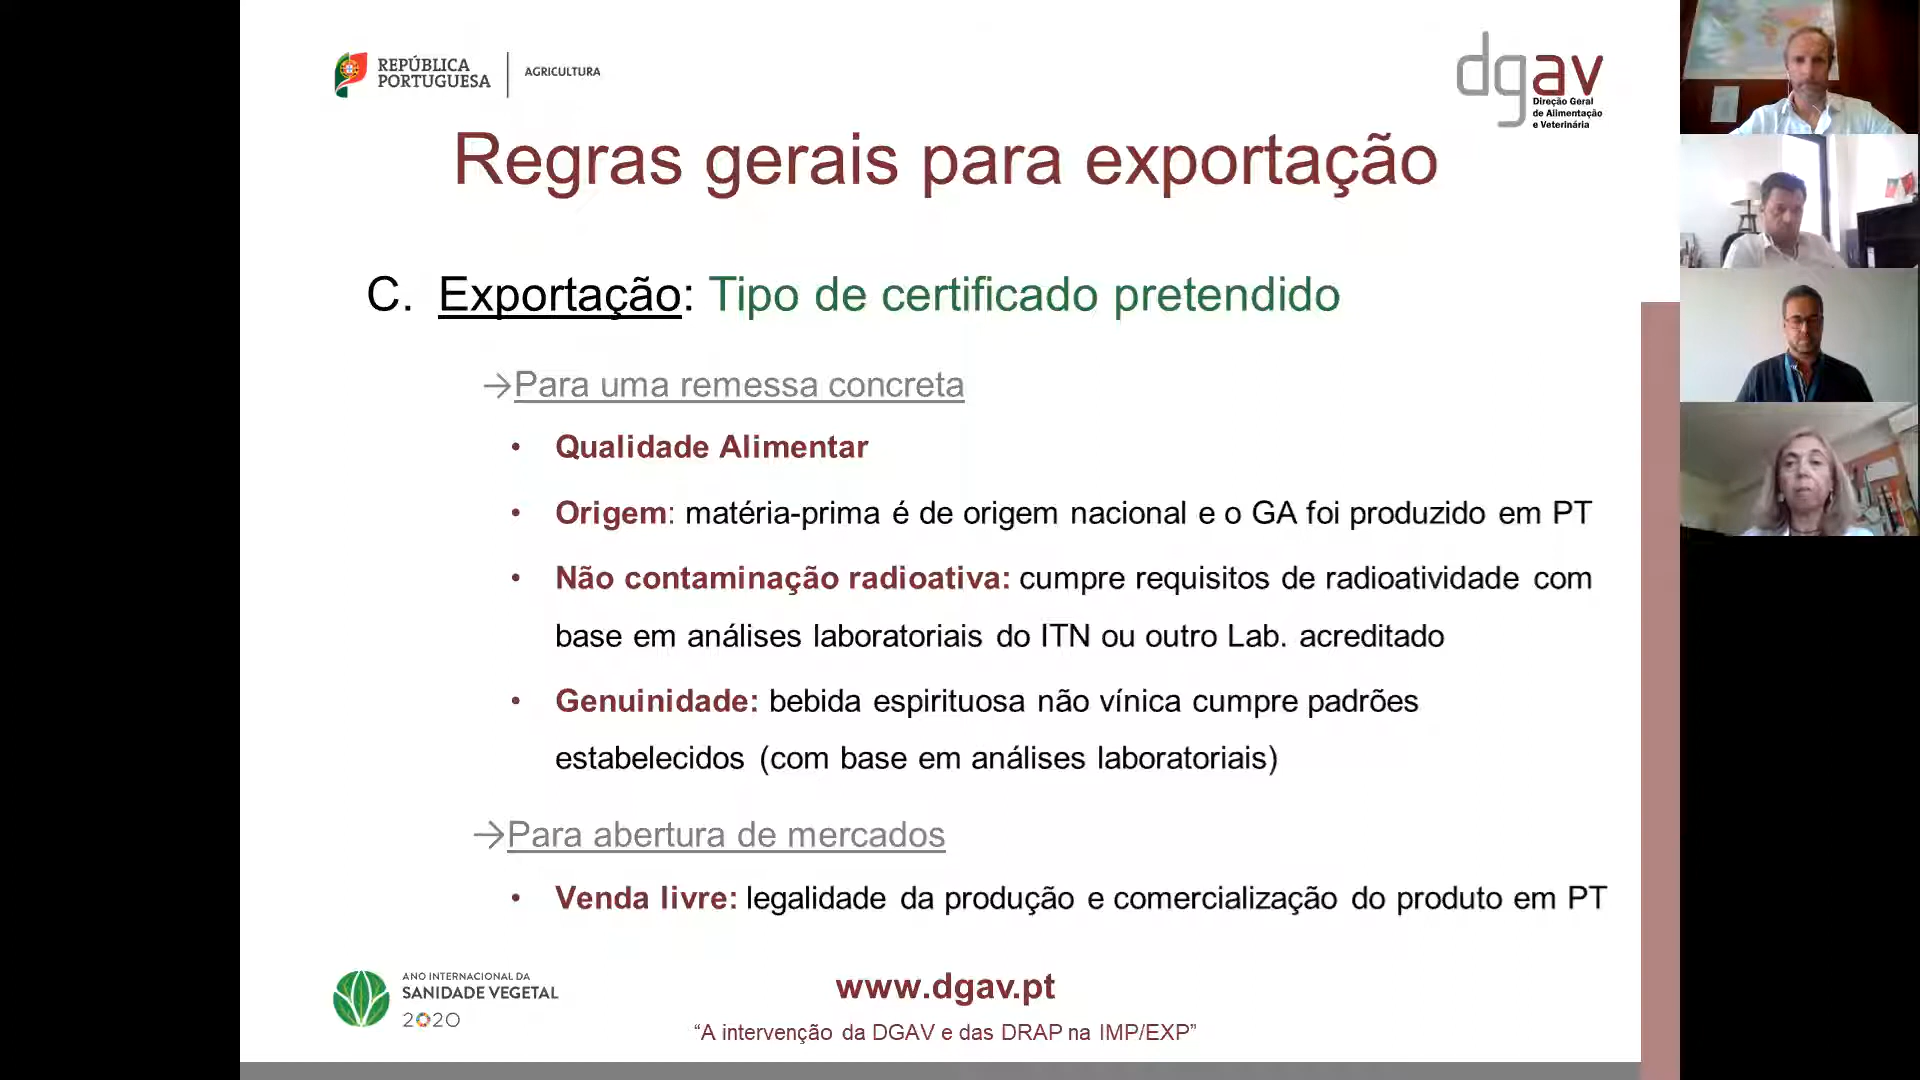 REPÚBLICA
PORTUGUESA
AGRICULTURA
dgav
Direção Geral
de Alimentação
e Veterinária
Regras gerais para exportação
C. Exportação: Tipo de certificado pretendido
→Para uma remessa concreta
• Qualidade Alimentar
• Origem: matéria-prima é de origem nacional e o GA foi produzido em PT
• Não contaminação radioativa: cumpre requisitos de radioatividade com
base em análises laboratoriais do ITN ou outro Lab. acreditado
• Genuinidade: bebida espirituosa não vínica cumpre padrões
estabelecidos (com base em análises laboratoriais)
→Para abertura de mercados
• Venda livre: legalidade da produção e comercialização do produto em PT
ANO INTERNACIONAL DA
SANIDADE VEGETAL
2020
www.dgav.pt
“A intervenção da DGAV e das DRAP na IMP/EXP”